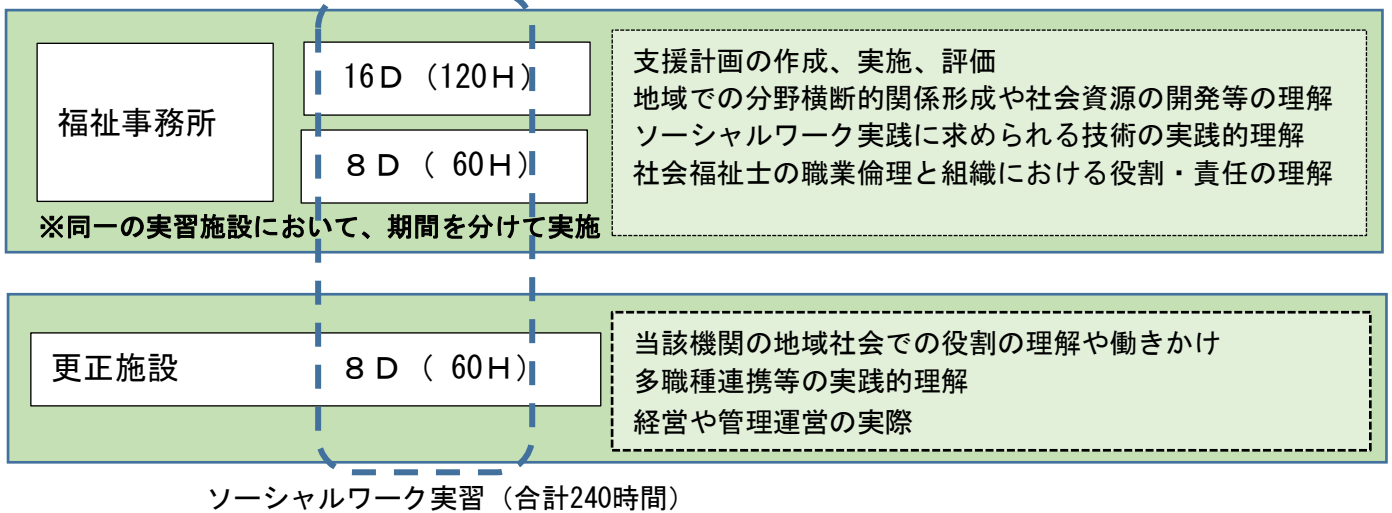 福祉事務所
16D（120H）
８D（ 60H）
※同一の実習施設において、期間を分けて実施
支援計画の作成、実施、評価
地域での分野横断的関係形成や社会資源の開発等の理解
ソーシャルワーク実践に求められる技術の実践的理解
社会福祉士の職業倫理と組織における役割・責任の理解
更正施設
８D（ 60H）
当該機関の地域社会での役割の理解や働きかけ
多職種連携等の実践的理解
経営や管理運営の実際
ソーシャルワーク実習（合計240時間）